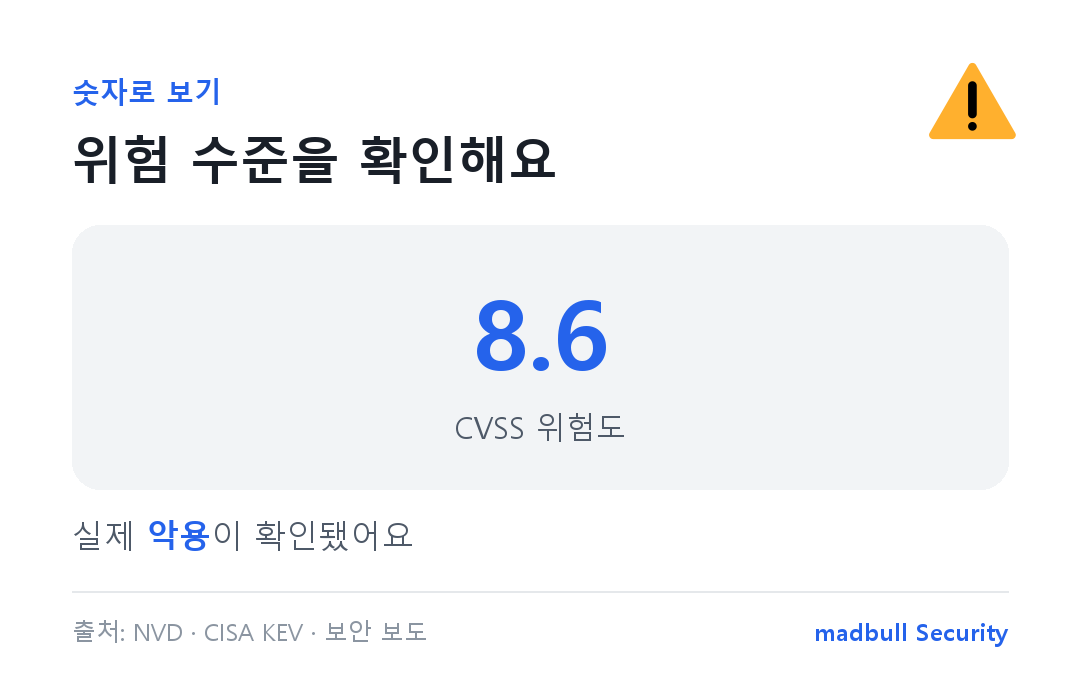 숫자로 보기
위험 수준을 확인해요
8.6
CVSS 위험도
실제 악용이 확인됐어요
출처: NVD · CISA KEV · 보안 보도
madbull Security